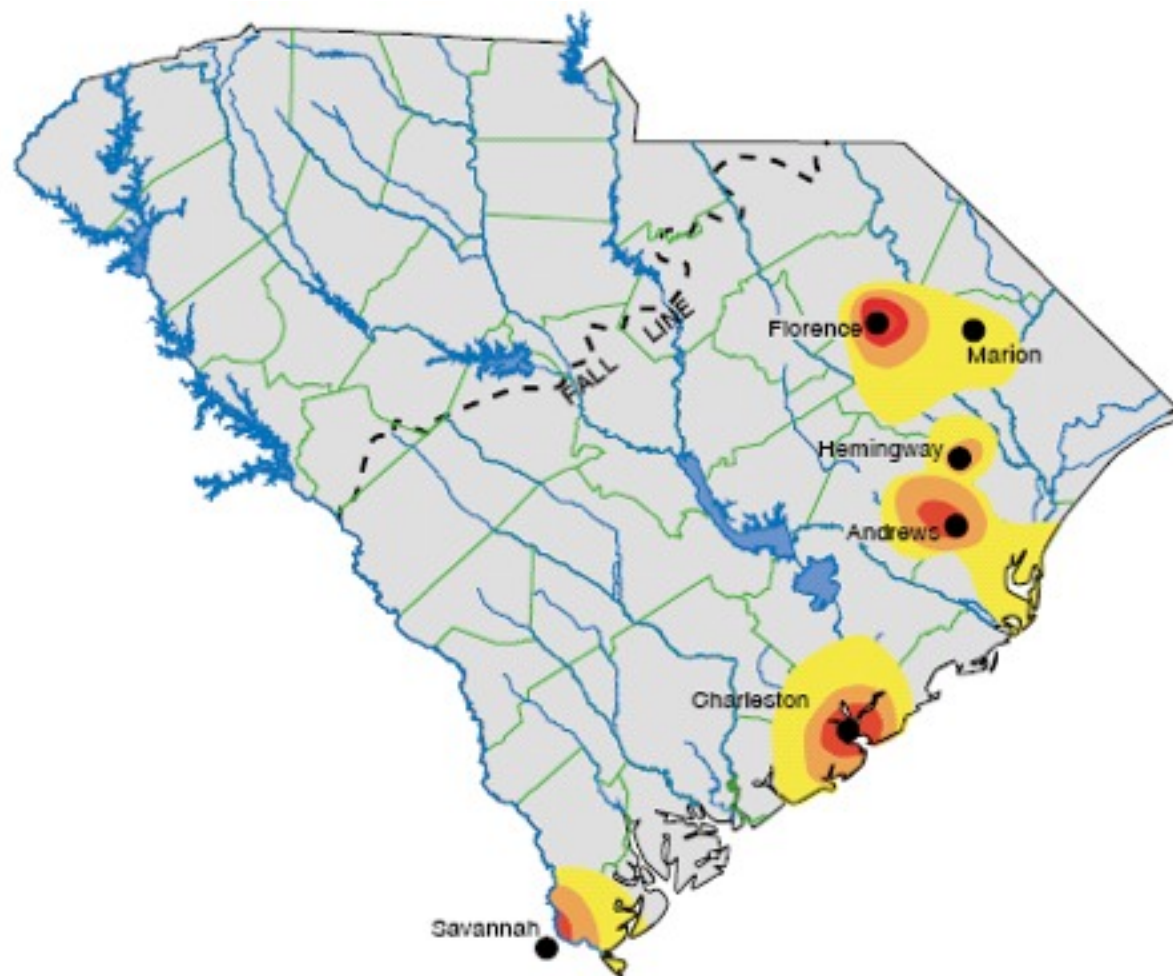 FALL LINE
Florence
Marion
Hemingway
Andrews
Charleston
Savannah